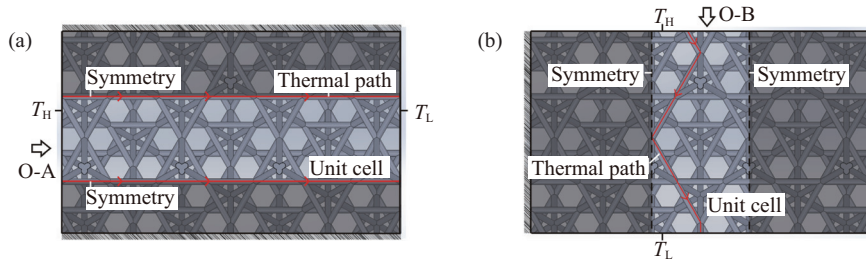 (a)
Symmetry
Thermal path
T_H
T_L
O-A
Unit cell
Symmetry
(b)
T_H
O-B
Symmetry
Symmetry
Thermal path
Unit cell
T_L